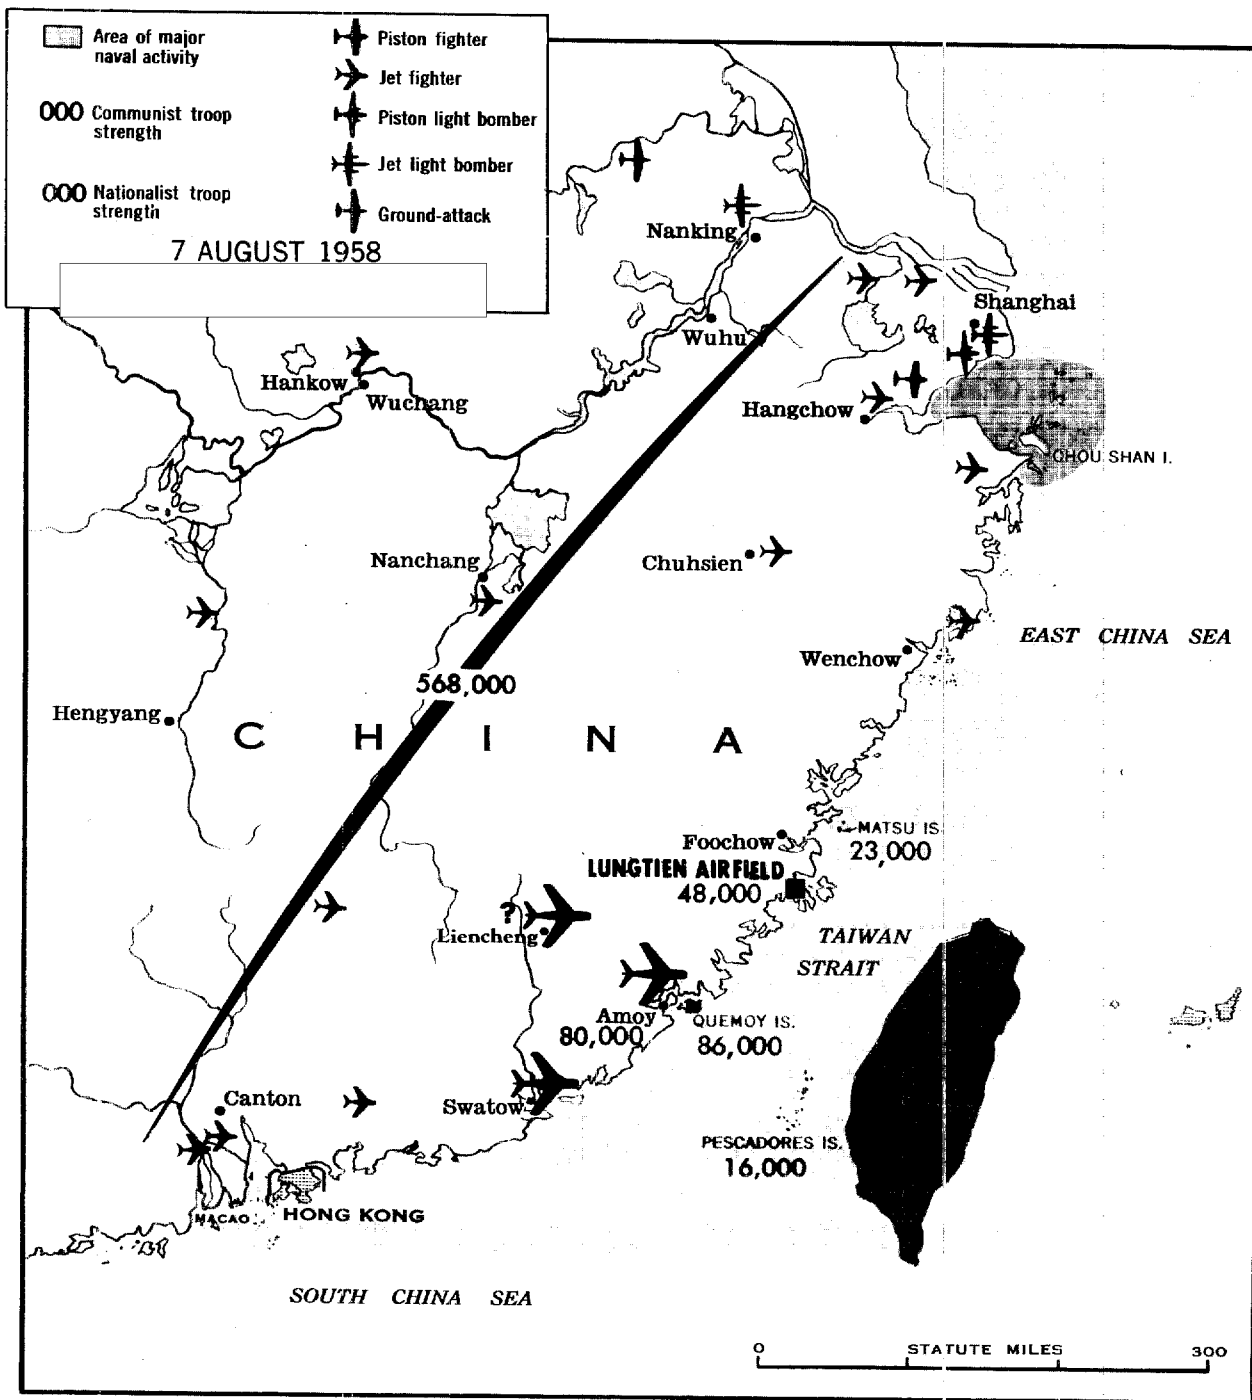 Area of major
naval activity
OOO Communist troop
strength
OOO Nationalist troop
strength
Piston fighter
Jet fighter
Piston light bomber
Jet light bomber
Ground-attack
7 AUGUST 1958
Nanking
Shanghai
Wuhu
Hankow
Wuchang
Hangchow
CHOU SHAN I.
Nanchang
Chuhsien
EAST CHINA SEA
Wenchow
568,000
Hengyang
CHINA
MATSU IS.
23,000
Foochow
LUNGTIEN AIRFIELD
48,000
?
Liencheng
TAIWAN
STRAIT
Amoy
80,000
QUEMOY IS.
86,000
Canton
Swatow
PESCADORES IS.
16,000
MACAO
HONG KONG
SOUTH CHINA SEA
0 STATUTE MILES 300